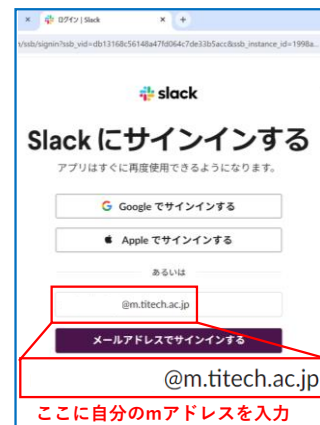 ログイン | Slack
/ssb/signin?ssb_vid=db13168c56148a47fd064c7de33b5acc&ssb_instance_id=1998a...
slack
Slack にサインインする
アプリはすぐに再度使用できるようになります。
Google でサインインする
Apple でサインインする
あるいは
@m.titech.ac.jp
メールアドレスでサインインする
@m.titech.ac.jp
ここに自分のmアドレスを入力